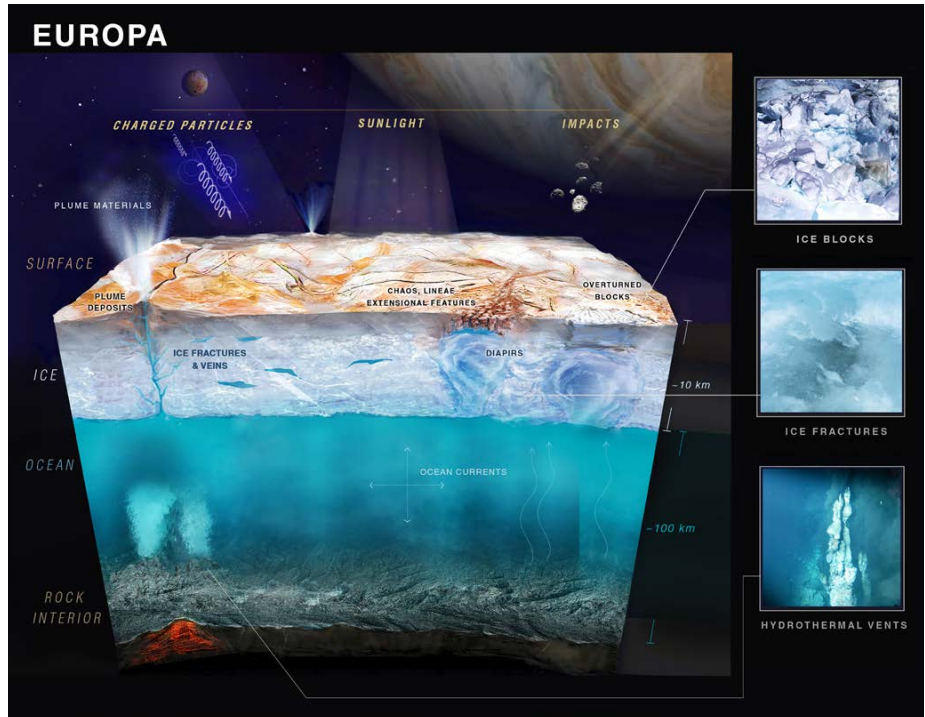 EUROPA
CHARGED PARTICLES
SUNLIGHT
IMPACTS
PLUME MATERIALS
SURFACE
PLUME
DEPOSITS
CHAOS, LINEAE
EXTENSIONAL FEATURES
OVERTURNED
BLOCKS
ICE BLOCKS
ICE
ICE FRACTURES
& VEINS
DIAPIRS
~10 km
ICE FRACTURES
OCEAN
OCEAN CURRENTS
~100 km
ROCK
INTERIOR
HYDROTHERMAL VENTS